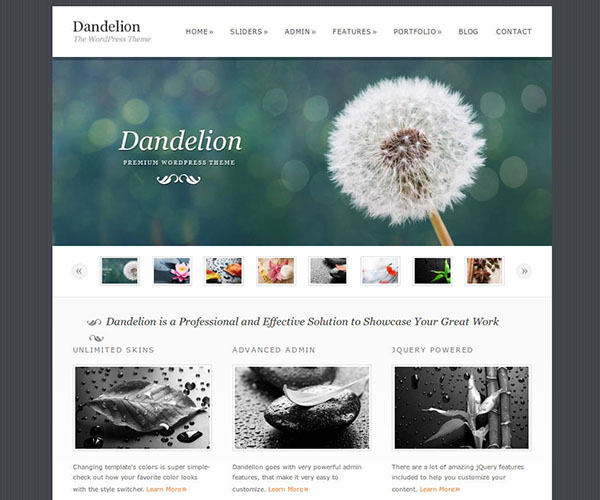 Dandelion
The WordPress Theme
HOME » SLIDERS » ADMIN » FEATURES » PORTFOLIO » BLOG CONTACT
Dandelion
PREMIUM WORDPRESS THEME
« »
Dandelion is a Professional and Effective Solution to Showcase Your Great Work
UNLIMITED SKINS
Changing template's colors is super simple-
check out how your favorite color looks
with the style switcher. Learn More»
ADVANCED ADMIN
Dandelion goes with very powerful admin
features, that make it very easy to
customize. Learn More»
JQUERY POWERED
There are a lot of amazing jQuery features
included to help you customize your
content. Learn More»